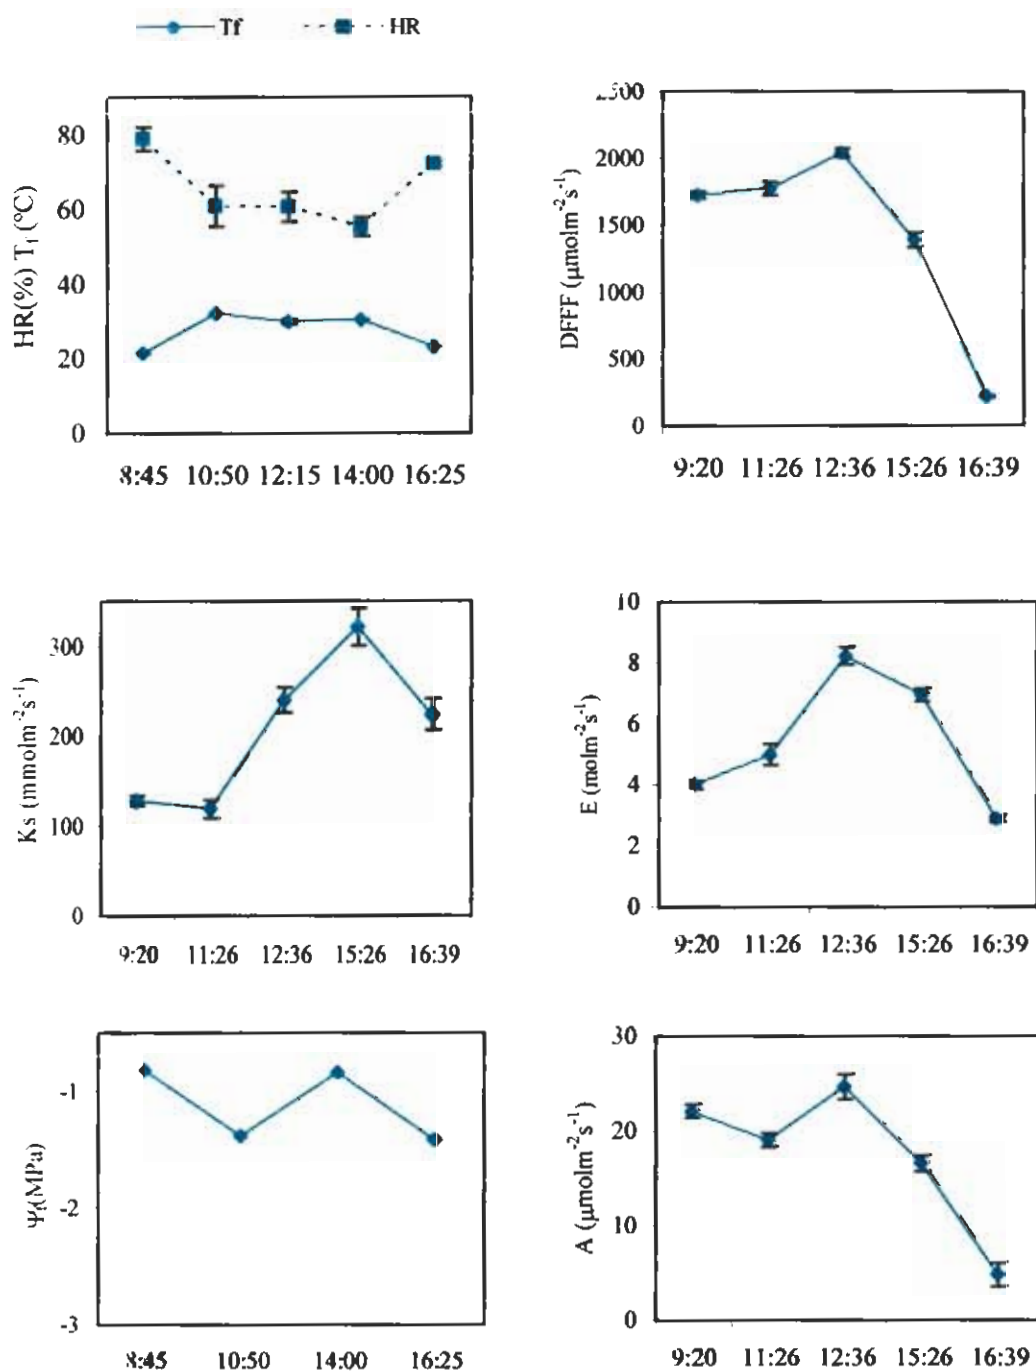 Tf HR
HR(%) Tf (°C)
80
60
40
20
0
8:45 10:50 12:15 14:00 16:25
DFFF (μmolm-2s-1)
2500
2000
1500
1000
500
0
9:20 11:26 12:36 15:26 16:39
Ks (mmolm-2s-1)
300
200
100
0
9:20 11:26 12:36 15:26 16:39
E (molm-2s-1)
10
8
6
4
2
0
9:20 11:26 12:36 15:26 16:39
Ψf(MPa)
-1
-2
-3
8:45 10:50 14:00 16:25
A (μmolm-2s-1)
30
20
10
0
9:20 11:26 12:36 15:26 16:39